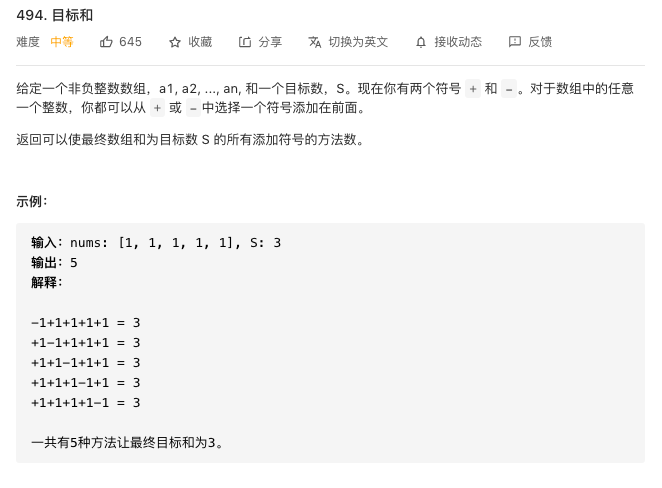 494. 目标和
难度 中等 645 收藏 分享 切换为英文 接收动态 反馈
给定一个非负整数数组，a1, a2, ..., an, 和一个目标数，S。现在你有两个符号 + 和 -。对于数组中的任意
一个整数，你都可以从 + 或 -中选择一个符号添加在前面。
返回可以使最终数组和为目标数 S 的所有添加符号的方法数。
示例：
输入：nums: [1, 1, 1, 1, 1], S: 3
输出：5
解释：
-1+1+1+1+1 = 3
+1-1+1+1+1 = 3
+1+1-1+1+1 = 3
+1+1+1-1+1 = 3
+1+1+1+1-1 = 3
一共有5种方法让最终目标和为3。